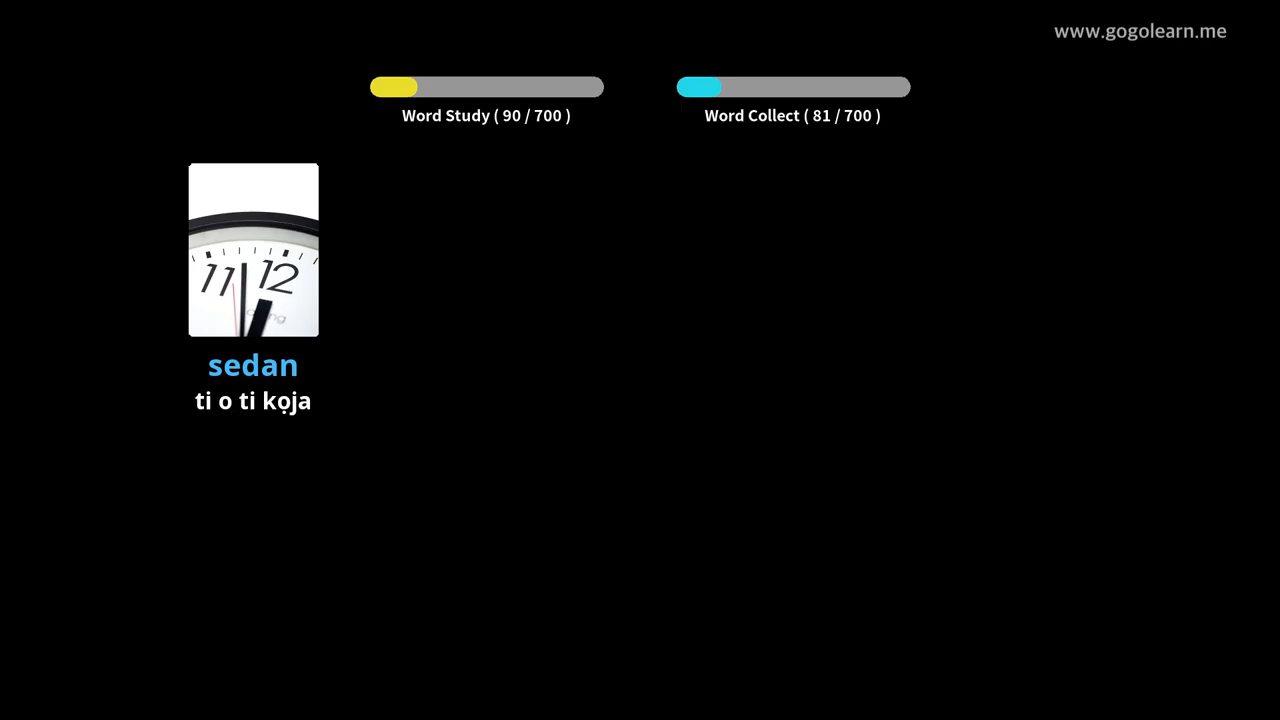 www.gogolearn.me
Word Study ( 90 / 700 )
Word Collect ( 81 / 700 )
11 12
sedan
ti o ti kọja